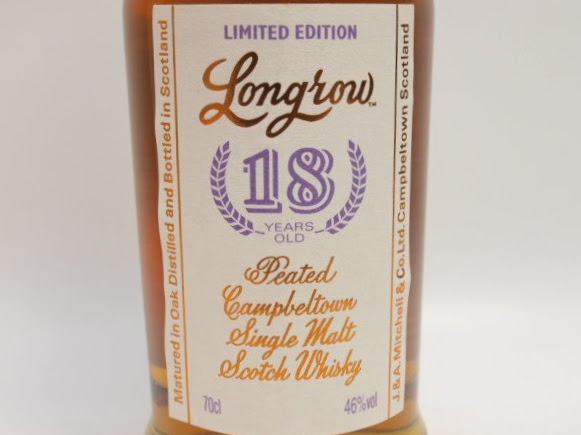 LIMITED EDITION
Longrow™
18
YEARS
OLD
Peated
Campbeltown
Single Malt
Scotch Whisky
70cl 46%vol
Matured in Oak Distilled and Bottled in Scotland
J.&A.Mitchell & Co.Ltd. Campbeltown Scotland